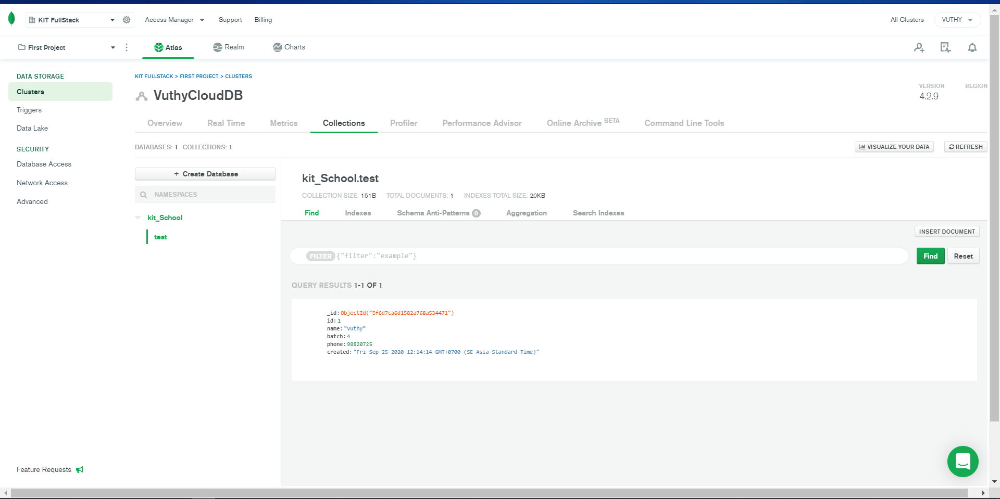 KIT FullStack Access Manager Support Billing All Clusters VUTHY
First Project Atlas Realm Charts
DATA STORAGE
Clusters
Triggers
Data Lake
SECURITY
Database Access
Network Access
Advanced
Feature Requests
KIT FULLSTACK > FIRST PROJECT > CLUSTERS
VuthyCloudDB
VERSION REGION
4.2.9
Overview Real Time Metrics Collections Profiler Performance Advisor Online Archive BETA Command Line Tools
DATABASES: 1 COLLECTIONS: 1 VISUALIZE YOUR DATA REFRESH
+ Create Database
NAMESPACES
kit_School
test
kit_School.test
COLLECTION SIZE: 151B TOTAL DOCUMENTS: 1 INDEXES TOTAL SIZE: 20KB
Find Indexes Schema Anti-Patterns 0 Aggregation Search Indexes
INSERT DOCUMENT
FILTER {"filter":"example"} Find Reset
QUERY RESULTS 1-1 OF 1
_id: ObjectId("5f6d7ca6d1582a768a534471")
id: 1
name: "Vuthy"
batch: 4
phone: 98820725
created: "Fri Sep 25 2020 12:14:14 GMT+0700 (SE Asia Standard Time)"